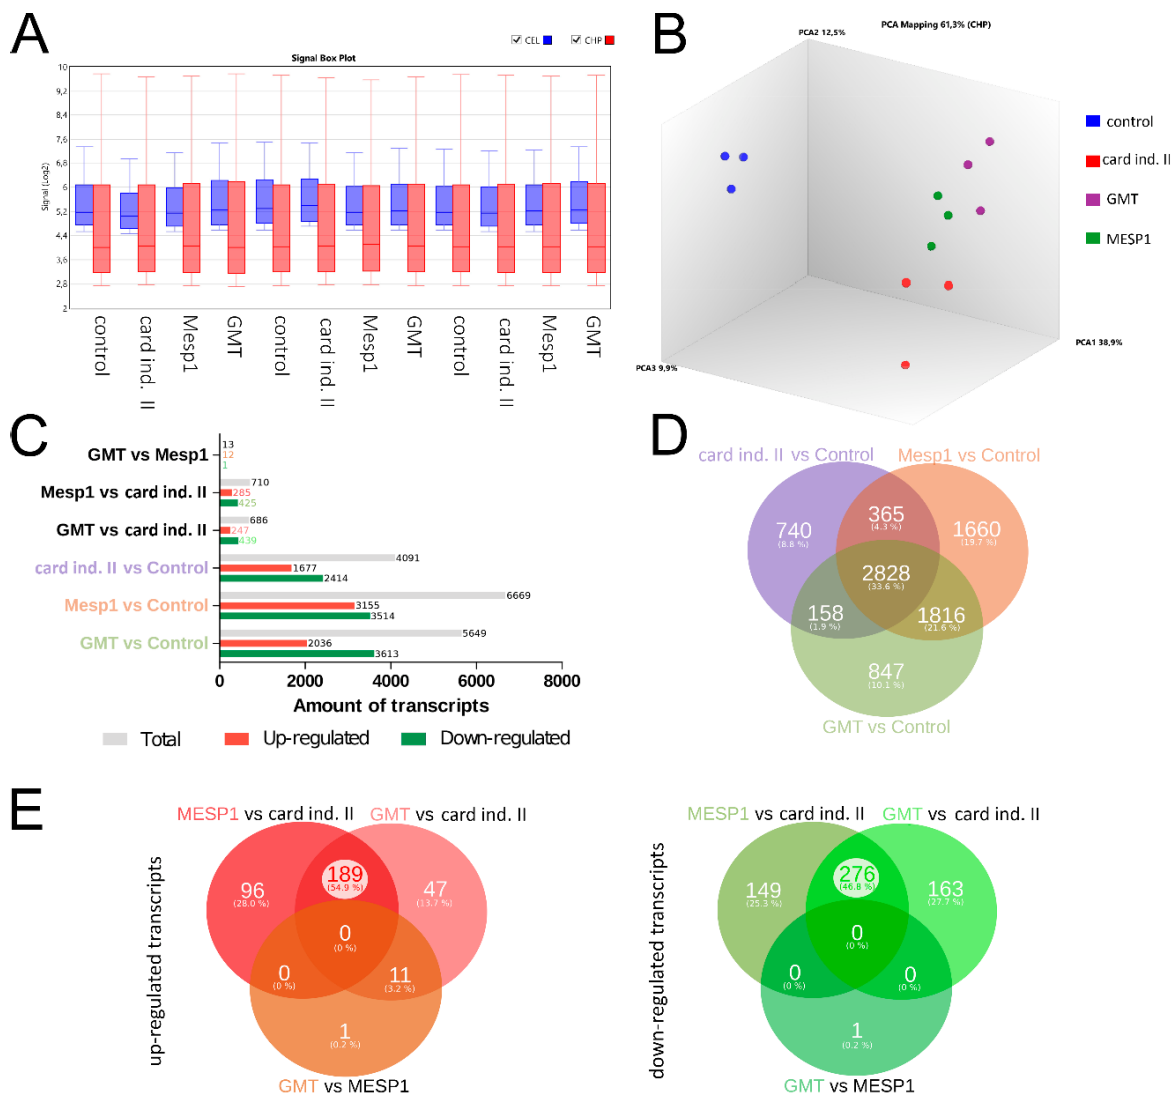 A
CEL
CHP
Signal Box Plot
Signal (Log2)
10
9,2
8,4
7,6
6,8
6
5,2
4,4
3,6
2,8
2
control
card ind. II
Mesp1
GMT
control
card ind. II
Mesp1
GMT
control
card ind. II
Mesp1
GMT
B
PCA Mapping 61,3% (CHP)
PCA2 12,5%
PCA1 38,9%
PCA3 9,9%
control
card ind. II
GMT
MESP1
C
GMT vs Mesp1
13
12
1
Mesp1 vs card ind. II
710
285
425
GMT vs card ind. II
686
247
439
card ind. II vs Control
4091
1677
2414
Mesp1 vs Control
6669
3155
3514
GMT vs Control
5649
2036
3613
0
2000
4000
6000
8000
Amount of transcripts
Total
Up-regulated
Down-regulated
D
card ind. II vs Control
Mesp1 vs Control
740
(8.8 %)
365
(4.3 %)
1660
(19.7 %)
2828
(33.6 %)
158
(1.9 %)
1816
(21.6 %)
847
(10.1 %)
GMT vs Control
E
up-regulated transcripts
MESP1 vs card ind. II
GMT vs card ind. II
96
(28.0 %)
189
(54.9 %)
47
(13.7 %)
0
(0 %)
0
(0 %)
11
(3.2 %)
1
(0.2 %)
GMT vs MESP1
down-regulated transcripts
MESP1 vs card ind. II
GMT vs card ind. II
149
(25.3 %)
276
(46.8 %)
163
(27.7 %)
0
(0 %)
0
(0 %)
0
(0 %)
1
(0.2 %)
GMT vs MESP1